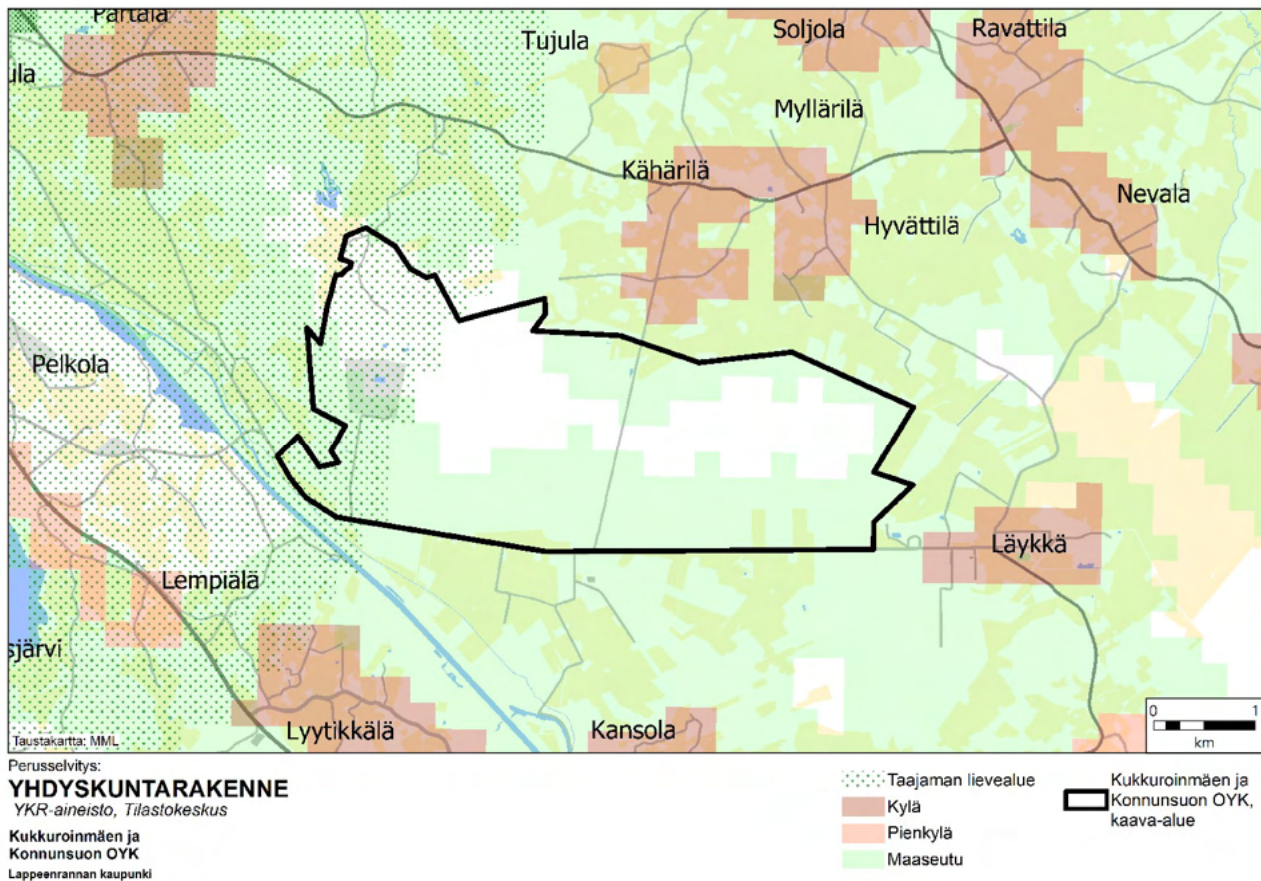 Partala
Tujula
Soljola
Ravattila
ula
Myllärilä
Kähärilä
Nevala
Hyvättilä
Pelkola
Läykkä
Lempiälä
sjärvi
Lyytikkälä
Kansola
0 1
km
Taustakartta: MML
Perusselvitys:
YHDYSKUNTARAKENNE
YKR-aineisto, Tilastokeskus
Kukkuroinmäen ja
Konnunsuon OYK
Lappeenrannan kaupunki
Taajaman lievealue
Kylä
Pienkylä
Maaseutu
Kukkuroinmäen ja
Konnunsuon OYK,
kaava-alue